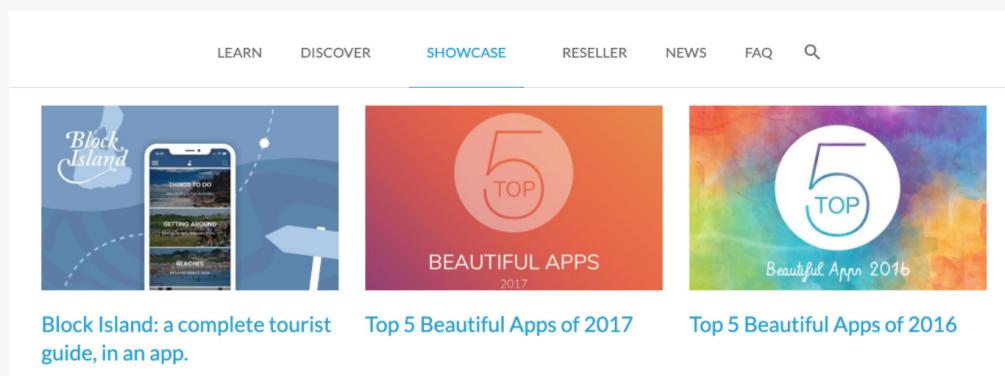 LEARN DISCOVER SHOWCASE RESELLER NEWS FAQ
Block
Island
THINGS TO DO
GETTING AROUND
BEACHES
5
TOP
BEAUTIFUL APPS
2017
5
TOP
Beautiful Apps 2016
Block Island: a complete tourist
guide, in an app.
Top 5 Beautiful Apps of 2017
Top 5 Beautiful Apps of 2016